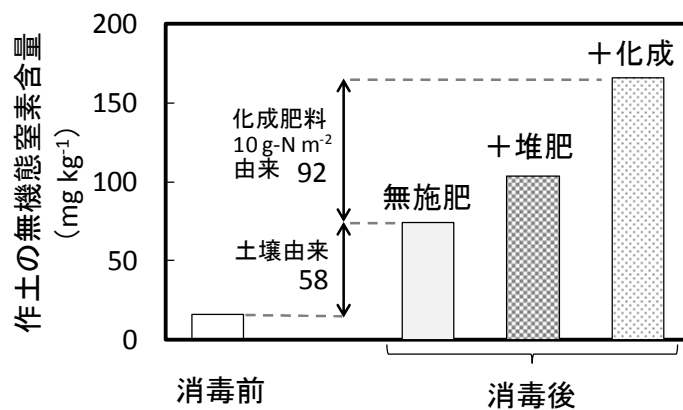 作土の無機態窒素含量
(mg kg⁻¹)
200
150
100
50
0
化成肥料
10 g-N m⁻²
由来 92
土壌由来
58
無施肥
＋堆肥
＋化成
消毒前
消毒後